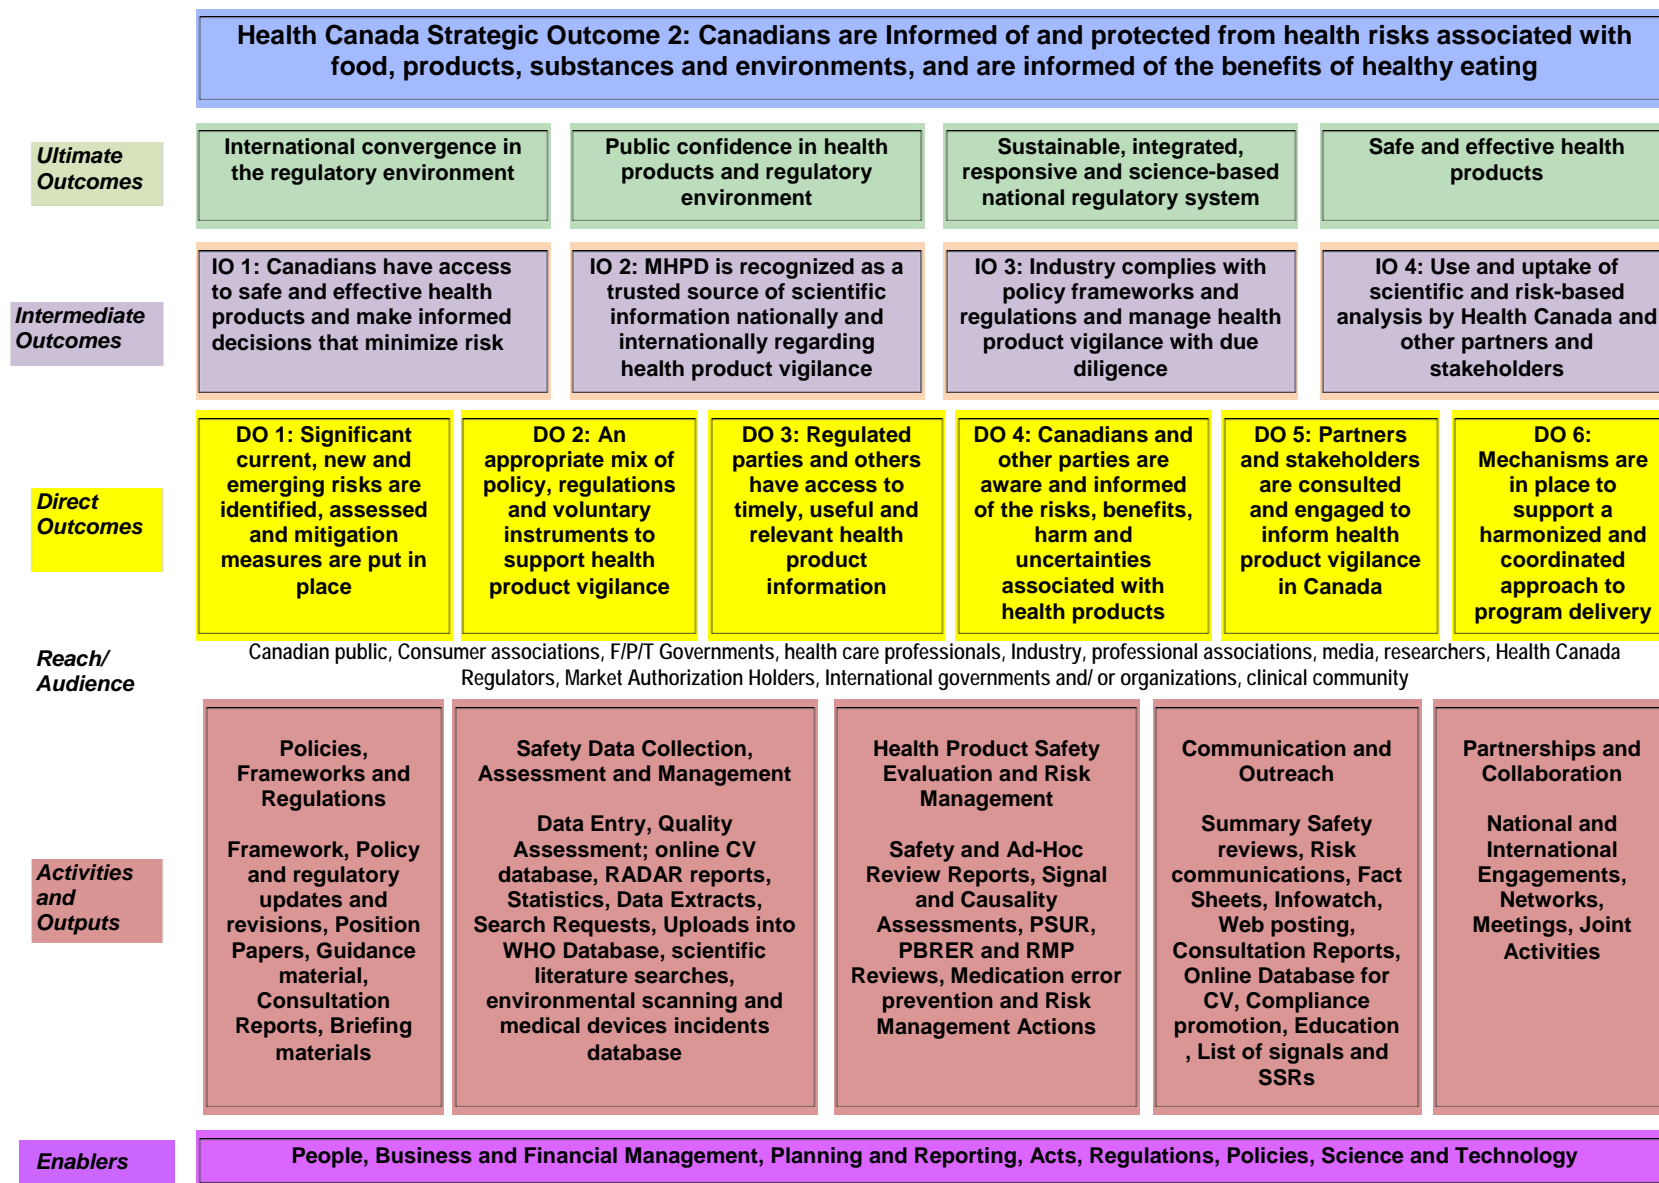 Health Canada Strategic Outcome 2: Canadians are Informed of and protected from health risks associated with
food, products, substances and environments, and are informed of the benefits of healthy eating
Ultimate
Outcomes
International convergence in
the regulatory environment
Public confidence in health
products and regulatory
environment
Sustainable, integrated,
responsive and science-based
national regulatory system
Safe and effective health
products
Intermediate
Outcomes
IO 1: Canadians have access
to safe and effective health
products and make informed
decisions that minimize risk
IO 2: MHPD is recognized as a
trusted source of scientific
information nationally and
internationally regarding
health product vigilance
IO 3: Industry complies with
policy frameworks and
regulations and manage health
product vigilance with due
diligence
IO 4: Use and uptake of
scientific and risk-based
analysis by Health Canada and
other partners and
stakeholders
Direct
Outcomes
DO 1: Significant
current, new and
emerging risks are
identified, assessed
and mitigation
measures are put in
place
DO 2: An
appropriate mix of
policy, regulations
and voluntary
instruments to
support health
product vigilance
DO 3: Regulated
parties and others
have access to
timely, useful and
relevant health
product
information
DO 4: Canadians and
other parties are
aware and informed
of the risks, benefits,
harm and
uncertainties
associated with
health products
DO 5: Partners
and stakeholders
are consulted
and engaged to
inform health
product vigilance
in Canada
DO 6:
Mechanisms are
in place to
support a
harmonized and
coordinated
approach to
program delivery
Reach/
Audience
Canadian public, Consumer associations, F/P/T Governments, health care professionals, Industry, professional associations, media, researchers, Health Canada
Regulators, Market Authorization Holders, International governments and/ or organizations, clinical community
Activities
and
Outputs
Policies,
Frameworks and
Regulations
Framework, Policy
and regulatory
updates and
revisions, Position
Papers, Guidance
material,
Consultation
Reports, Briefing
materials
Safety Data Collection,
Assessment and Management
Data Entry, Quality
Assessment; online CV
database, RADAR reports,
Statistics, Data Extracts,
Search Requests, Uploads into
WHO Database, scientific
literature searches,
environmental scanning and
medical devices incidents
database
Health Product Safety
Evaluation and Risk
Management
Safety and Ad-Hoc
Review Reports, Signal
and Causality
Assessments, PSUR,
PBRER and RMP
Reviews, Medication error
prevention and Risk
Management Actions
Communication and
Outreach
Summary Safety
reviews, Risk
communications, Fact
Sheets, Infowatch,
Web posting,
Consultation Reports,
Online Database for
CV, Compliance
promotion, Education
, List of signals and
SSRs
Partnerships and
Collaboration
National and
International
Engagements,
Networks,
Meetings, Joint
Activities
Enablers
People, Business and Financial Management, Planning and Reporting, Acts, Regulations, Policies, Science and Technology